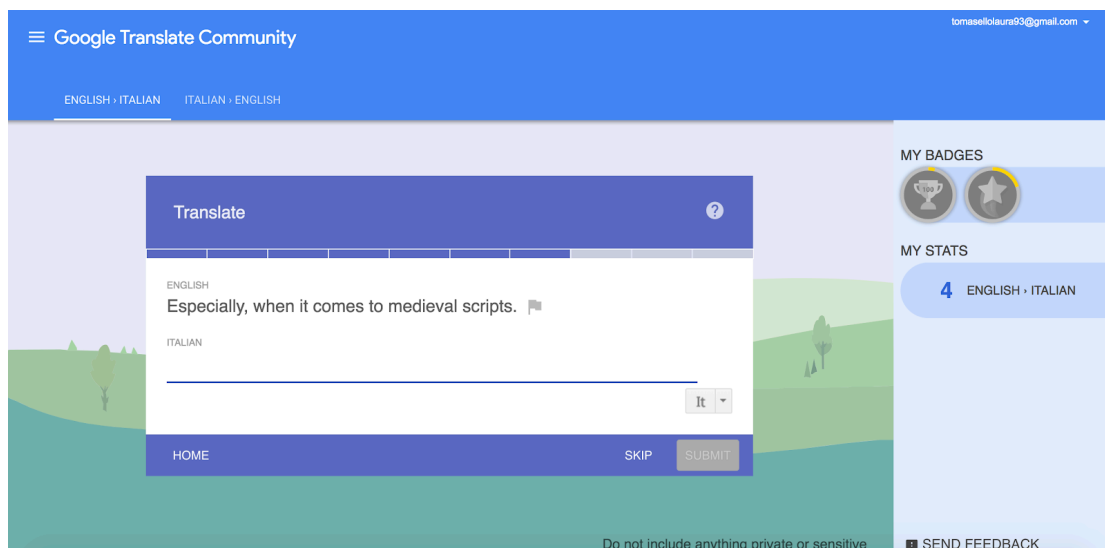 tomasellolaura93@gmail.com
Google Translate Community
ENGLISH › ITALIAN ITALIAN › ENGLISH
MY BADGES
100
Translate
?
MY STATS
4 ENGLISH › ITALIAN
ENGLISH
Especially, when it comes to medieval scripts.
ITALIAN
It
HOME SKIP SUBMIT
Do not include anything private or sensitive
SEND FEEDBACK